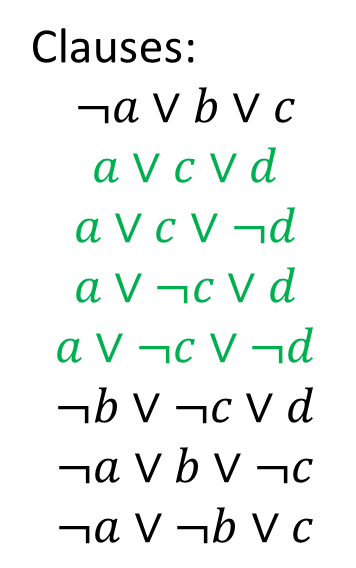 Clauses:
¬a ∨ b ∨ c
a ∨ c ∨ d
a ∨ c ∨ ¬d
a ∨ ¬c ∨ d
a ∨ ¬c ∨ ¬d
¬b ∨ ¬c ∨ d
¬a ∨ b ∨ ¬c
¬a ∨ ¬b ∨ c